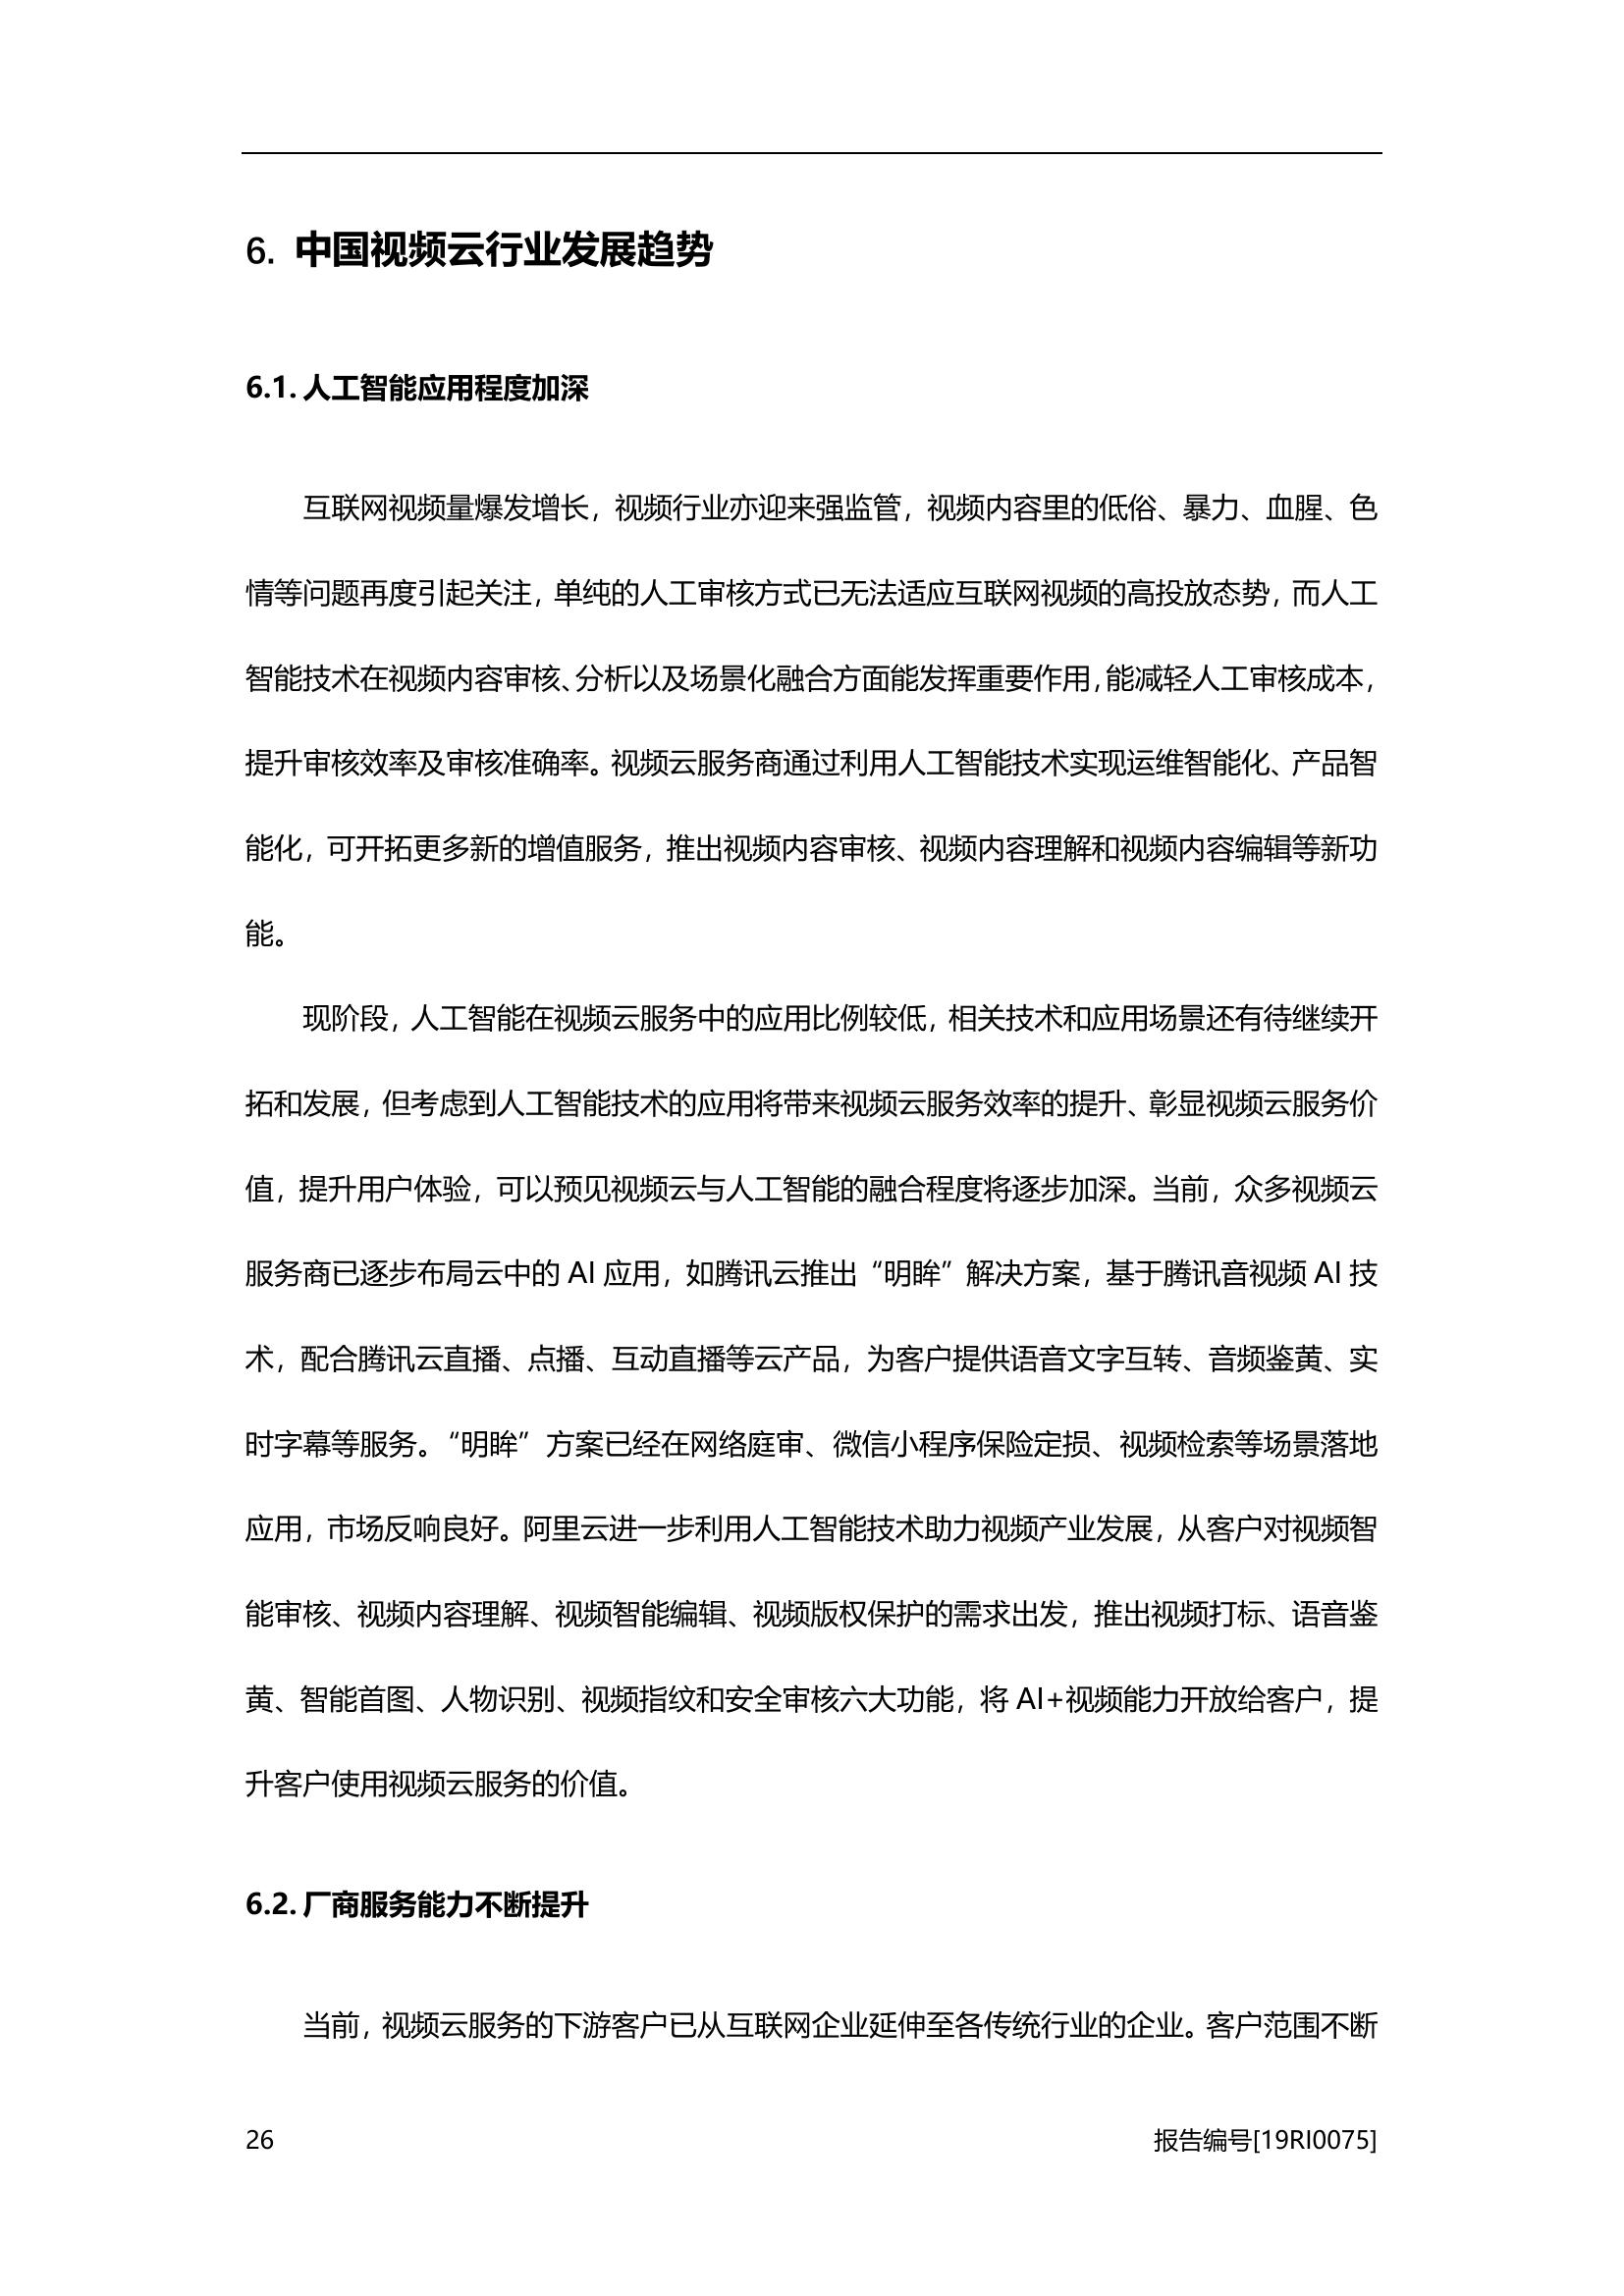 6. 中国视频云行业发展趋势
6.1. 人工智能应用程度加深
互联网视频量爆发增长，视频行业亦迎来强监管，视频内容里的低俗、暴力、血腥、色
情等问题再度引起关注，单纯的人工审核方式已无法适应互联网视频的高投放态势，而人工
智能技术在视频内容审核、分析以及场景化融合方面能发挥重要作用，能减轻人工审核成本，
提升审核效率及审核准确率。视频云服务商通过利用人工智能技术实现运维智能化、产品智
能化，可开拓更多新的增值服务，推出视频内容审核、视频内容理解和视频内容编辑等新功
能。
现阶段，人工智能在视频云服务中的应用比例较低，相关技术和应用场景还有待继续开
拓和发展，但考虑到人工智能技术的应用将带来视频云服务效率的提升、彰显视频云服务价
值，提升用户体验，可以预见视频云与人工智能的融合程度将逐步加深。当前，众多视频云
服务商已逐步布局云中的 AI 应用，如腾讯云推出“明眸”解决方案，基于腾讯音视频 AI 技
术，配合腾讯云直播、点播、互动直播等云产品，为客户提供语音文字互转、音频鉴黄、实
时字幕等服务。“明眸”方案已经在网络庭审、微信小程序保险定损、视频检索等场景落地
应用，市场反响良好。阿里云进一步利用人工智能技术助力视频产业发展，从客户对视频智
能审核、视频内容理解、视频智能编辑、视频版权保护的需求出发，推出视频打标、语音鉴
黄、智能首图、人物识别、视频指纹和安全审核六大功能，将 AI+视频能力开放给客户，提
升客户使用视频云服务的价值。
6.2. 厂商服务能力不断提升
当前，视频云服务的下游客户已从互联网企业延伸至各传统行业的企业。客户范围不断
26
报告编号[19RI0075]